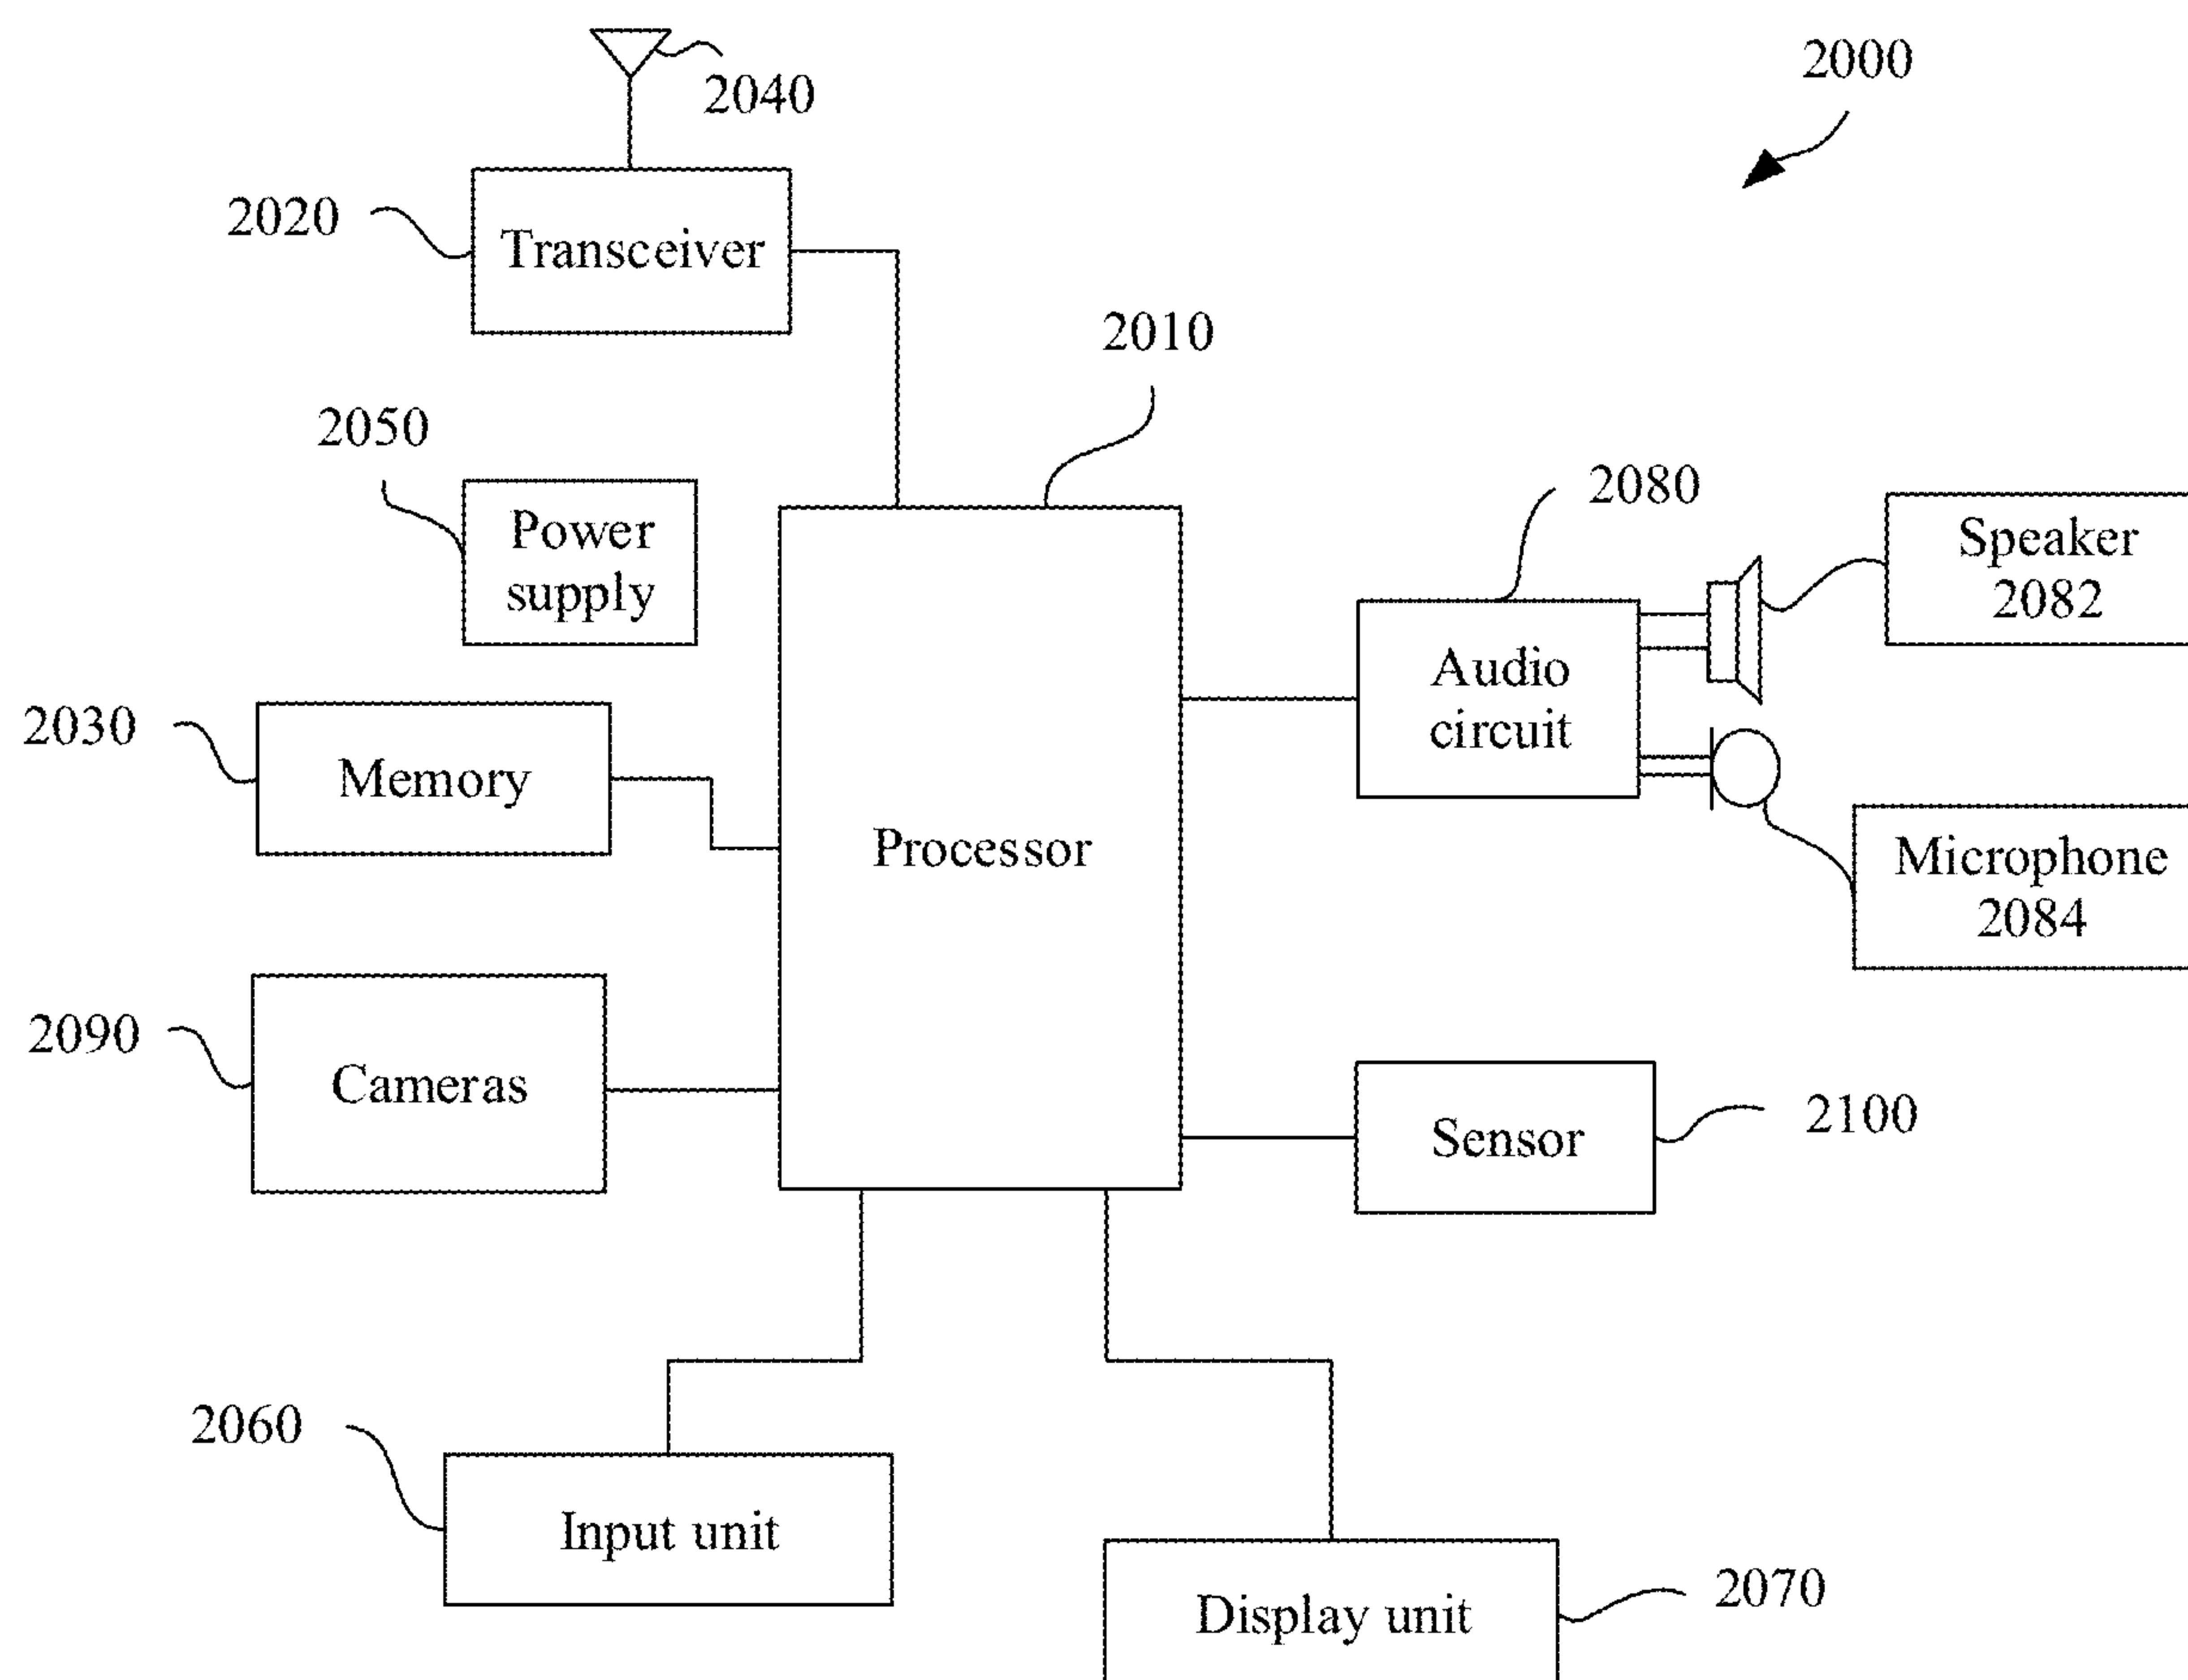 2000
2040
2020
Transceiver
2010
2050
Power
supply
2080
Speaker
2082
Audio
circuit
2030
Memory
Processor
Microphone
2084
2090
Cameras
Sensor
2100
2060
Input unit
Display unit
2070